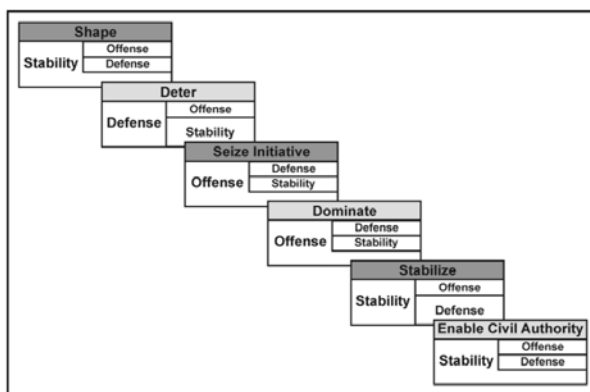 Shape
Stability
Offense
Defense
Deter
Defense
Offense
Stability
Seize Initiative
Offense
Defense
Stability
Dominate
Offense
Defense
Stability
Stabilize
Stability
Offense
Defense
Enable Civil Authority
Stability
Offense
Defense